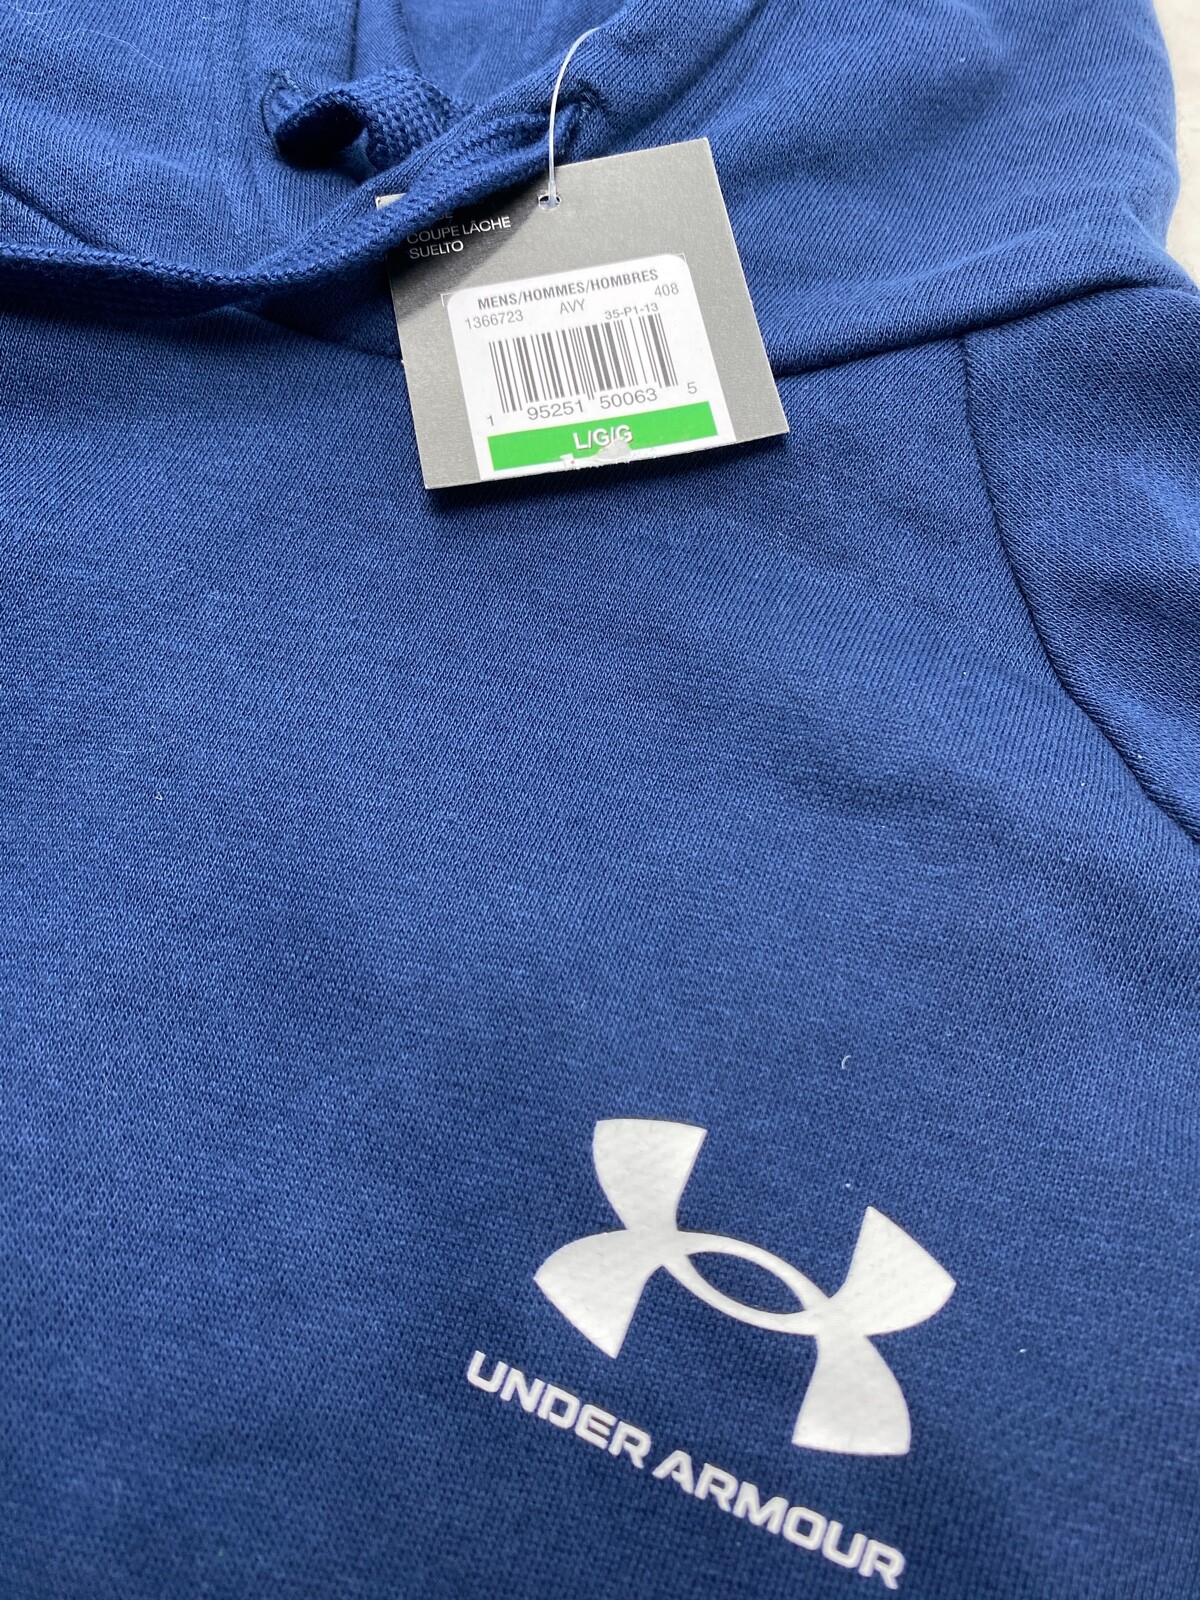 COUPE LÂCHE
SUELTO
MENS/HOMMES/HOMBRES
1366723 AVY 408
35-P1-13
1 95251 50063 5
L/G/G
UNDER ARMOUR